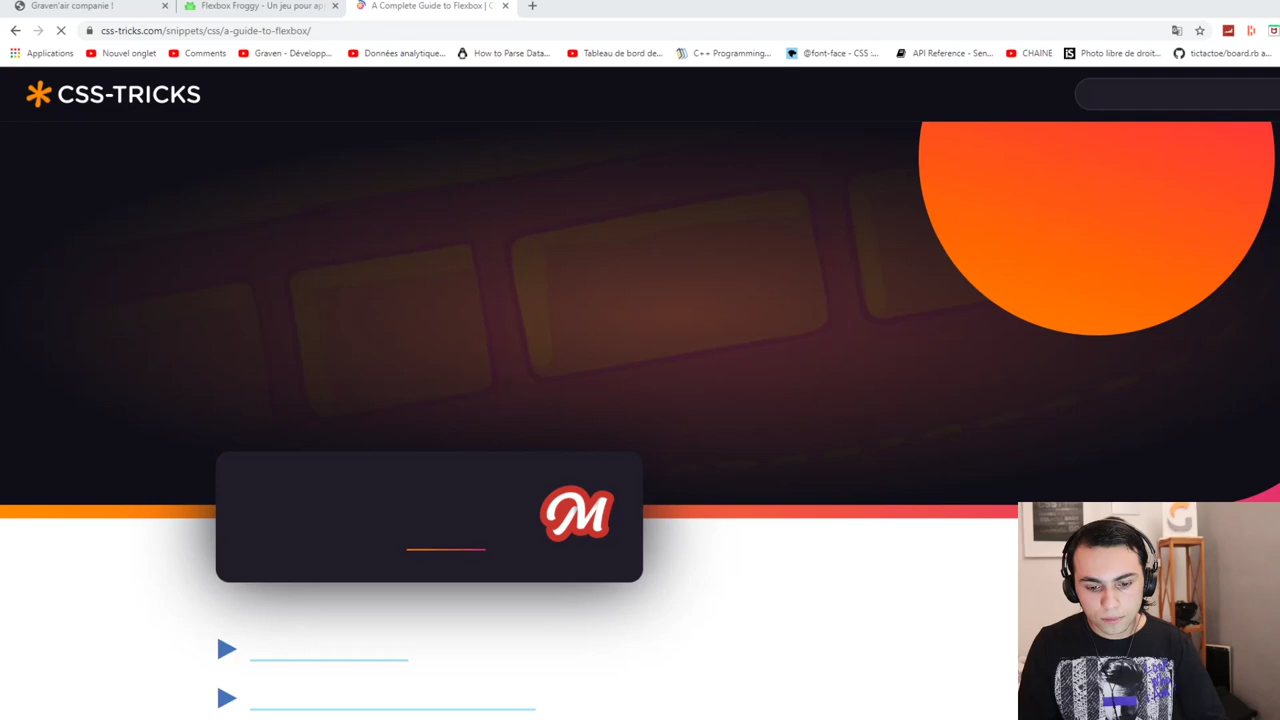 Graven'air companie !
Flexbox Froggy - Un jeu pour app
A Complete Guide to Flexbox | C
css-tricks.com/snippets/css/a-guide-to-flexbox/
Applications
Nouvel onglet
Comments
Graven - Développ...
Données analytique...
How to Parse Data...
Tableau de bord de...
C++ Programming...
@font-face - CSS :...
API Reference - Sen...
CHAINE
Photo libre de droit...
tictactoe/board.rb a...
CSS-TRICKS
M